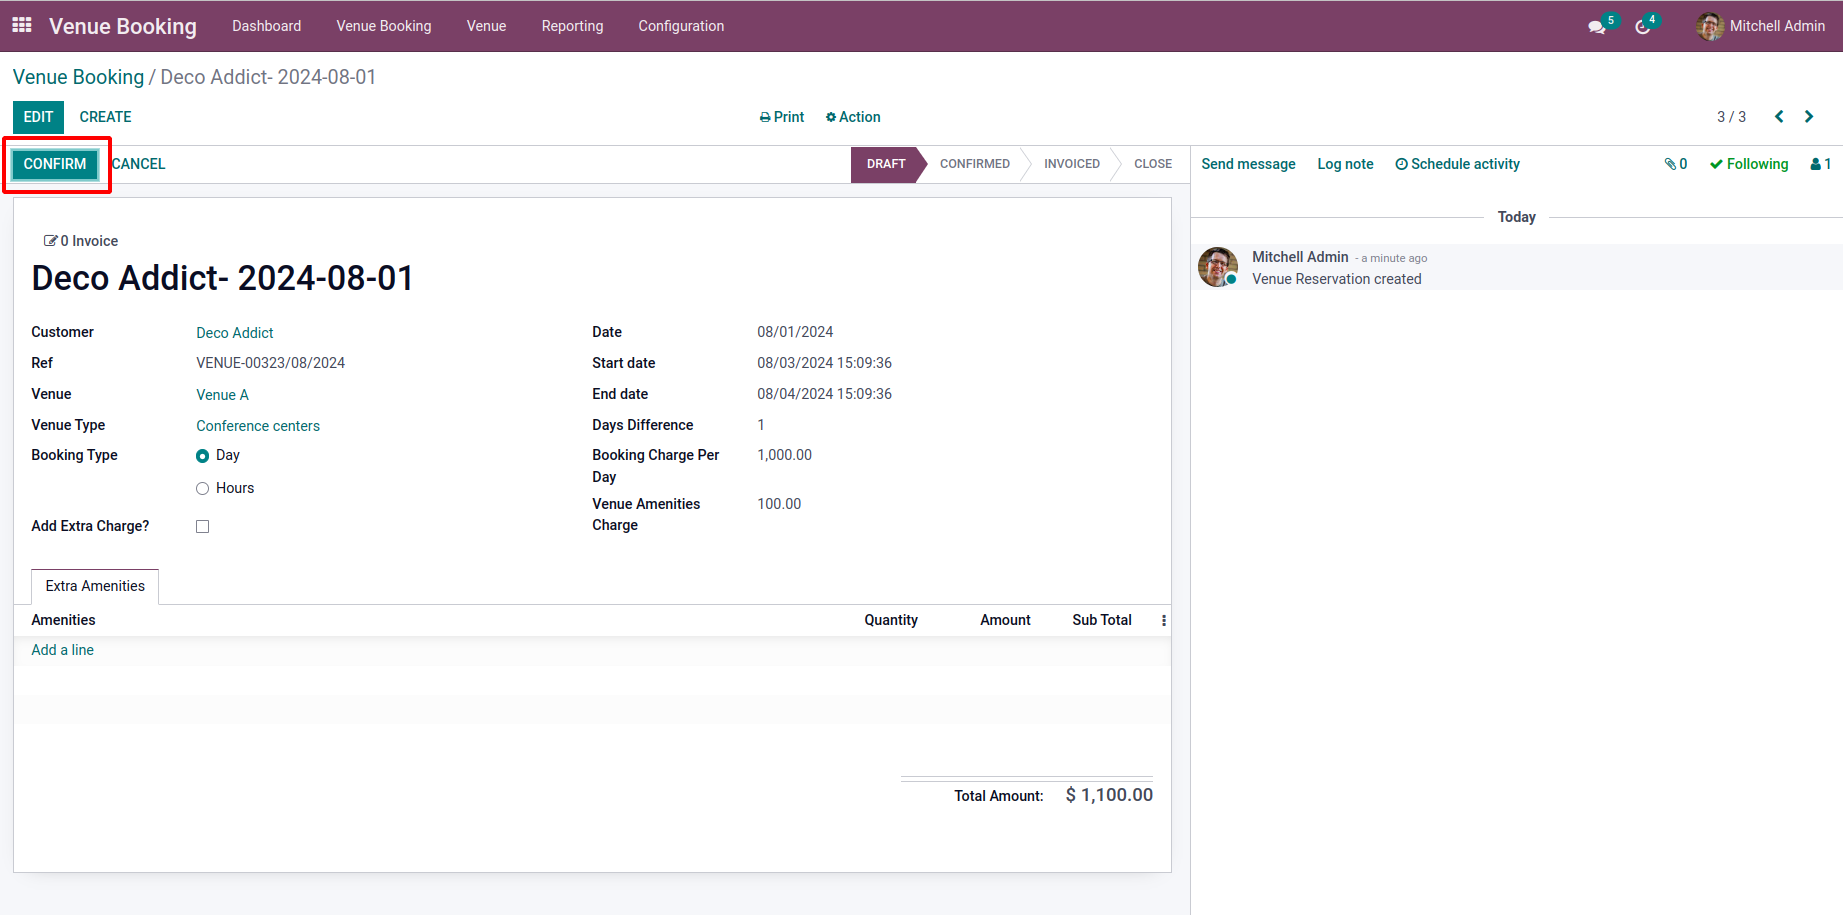 Venue Booking Dashboard Venue Booking Venue Reporting Configuration 5 4 Mitchell Admin
Venue Booking / Deco Addict- 2024-08-01
EDIT CREATE Print Action 3 / 3
CONFIRM CANCEL DRAFT CONFIRMED INVOICED CLOSE Send message Log note Schedule activity 0 Following 1
Today
0 Invoice
Mitchell Admin - a minute ago
Venue Reservation created
Deco Addict- 2024-08-01
Customer Deco Addict
Ref VENUE-00323/08/2024
Venue Venue A
Venue Type Conference centers
Booking Type Day
Hours
Add Extra Charge?
Date 08/01/2024
Start date 08/03/2024 15:09:36
End date 08/04/2024 15:09:36
Days Difference 1
Booking Charge Per 1,000.00
Day
Venue Amenities 100.00
Charge
Extra Amenities
Amenities Quantity Amount Sub Total
Add a line
Total Amount: $ 1,100.00